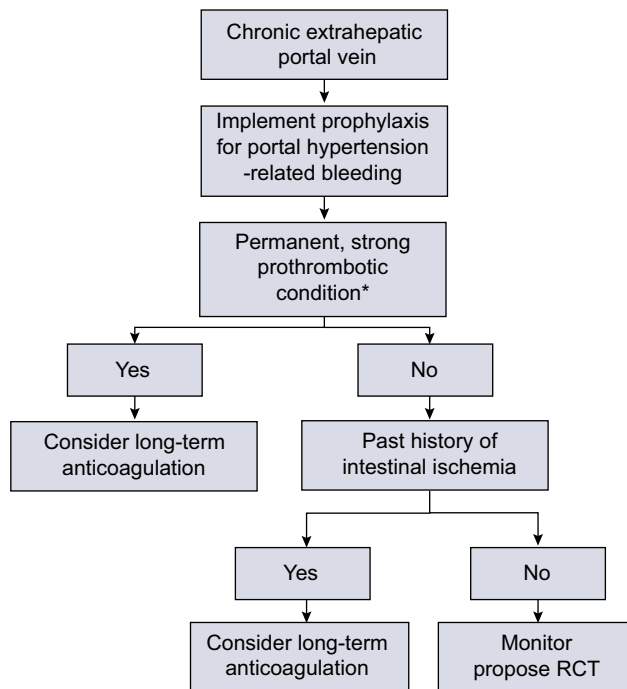 Chronic extrahepatic
portal vein
Implement prophylaxis
for portal hypertension
-related bleeding
Permanent, strong
prothrombotic
condition*
Yes
No
Consider long-term
anticoagulation
Past history of
intestinal ischemia
Yes
No
Consider long-term
anticoagulation
Monitor
propose RCT